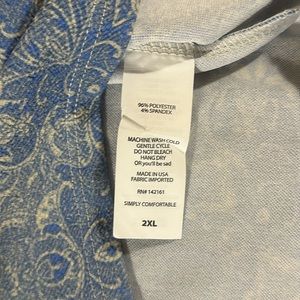 96% POLYESTER
4% SPANDEX
MACHINE WASH COLD
GENTLE CYCLE
DO NOT BLEACH
HANG DRY
OR you'll be sad
MADE IN USA
FABRIC IMPORTED
RN# 142161
SIMPLY COMFORTABLE
2XL